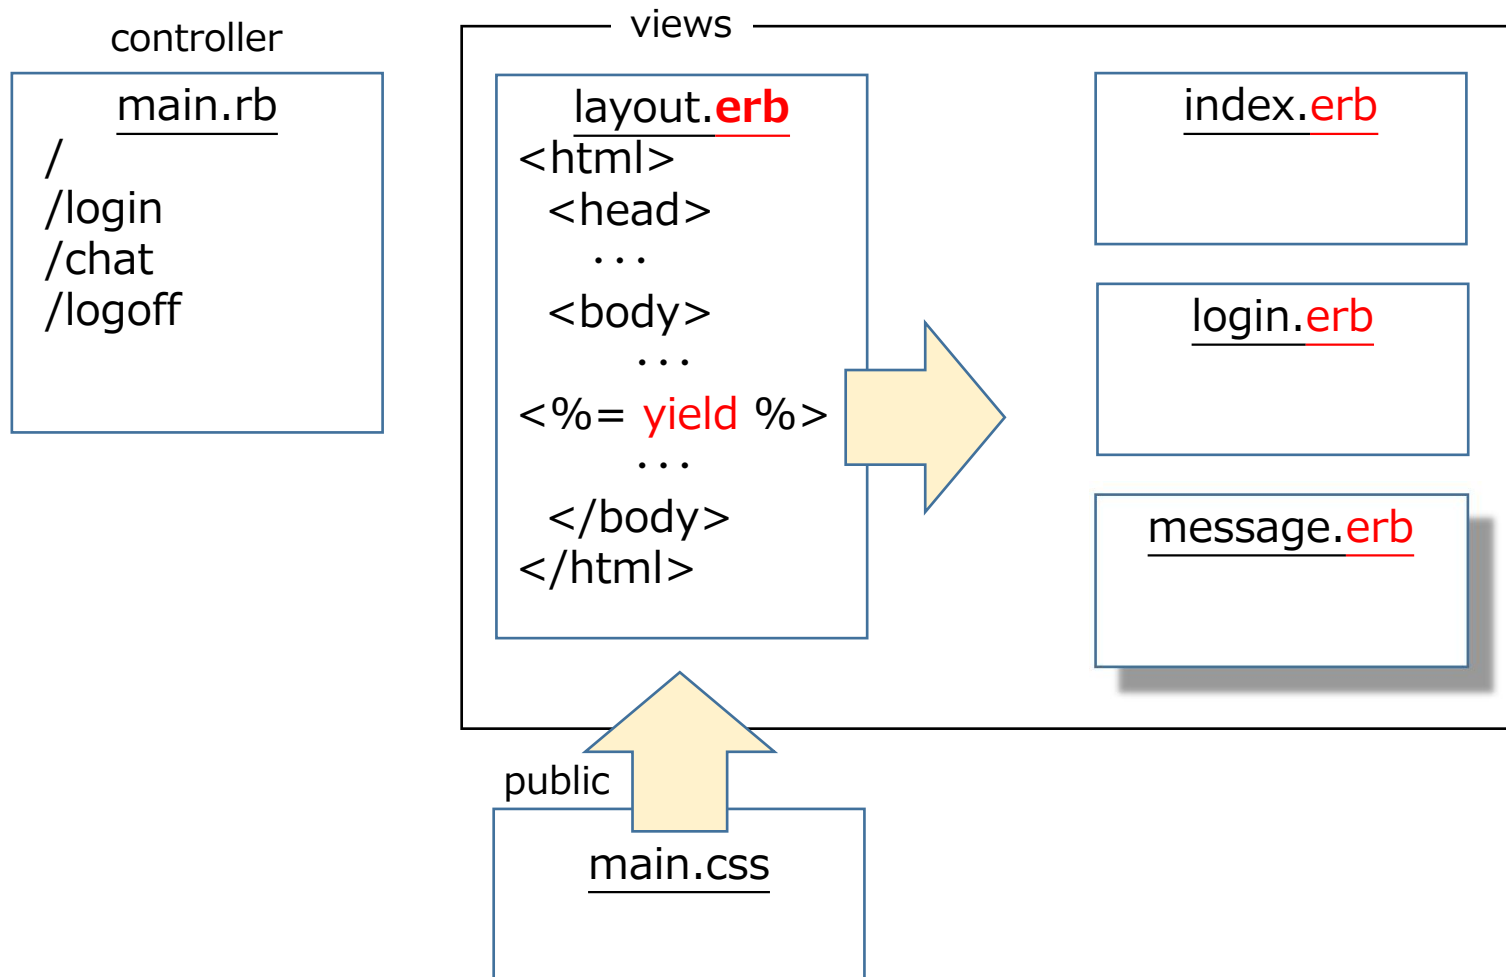 controller
main.rb
/
/login
/chat
/logoff
views
layout.erb
<html>
<head>
...
<body>
...
<%= yield %>
...
</body>
</html>
index.erb
login.erb
message.erb
public
main.css